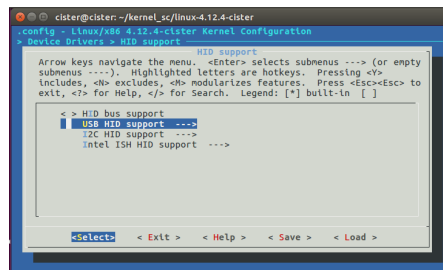 cister@cister: ~/kernel_sc/linux-4.12.4-cister
.config - Linux/x86 4.12.4-cister Kernel Configuration
> Device Drivers > HID support
HID support
Arrow keys navigate the menu. <Enter> selects submenus ---> (or empty
submenus ----). Highlighted letters are hotkeys. Pressing <Y>
includes, <N> excludes, <M> modularizes features. Press <Esc><Esc> to
exit, <?> for Help, </> for Search. Legend: [*] built-in [ ]
< > HID bus support
USB HID support --->
I2C HID support --->
Intel ISH HID support --->
<Select> < Exit > < Help > < Save > < Load >